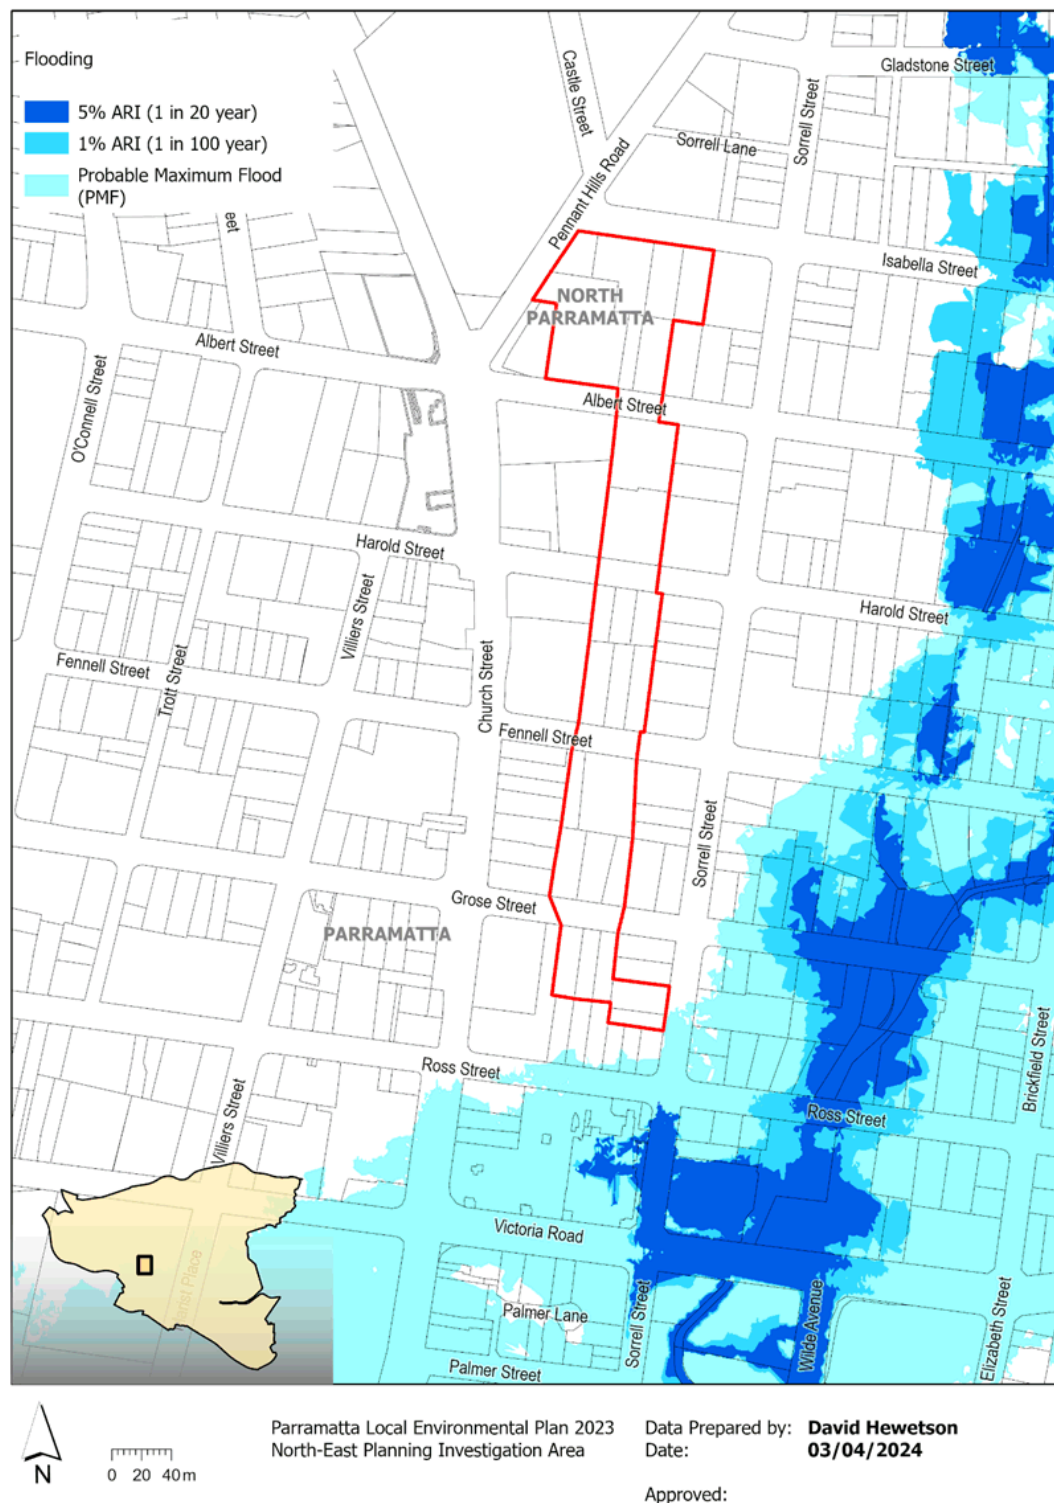 Flooding
5% ARI (1 in 20 year)
1% ARI (1 in 100 year)
Probable Maximum Flood
(PMF)
Castle Street
Pennant Hills Road
Sorrell Lane
Sorrell Street
Gladstone Street
Isabella Street
NORTH
PARRAMATTA
eet
Albert Street
O'Connell Street
Albert Street
Harold Street
Villiers Street
Harold Street
Fennell Street
Trott Street
Church Street
Fennell Street
Sorrell Street
Grose Street
PARRAMATTA
Ross Street
Villiers Street
Ross Street
Brickfield Street
Victoria Road
Palmer Lane
Palmer Street
Sorrell Street
Wilde Avenue
Elizabeth Street
Place
N
0 20 40m
Parramatta Local Environmental Plan 2023
North-East Planning Investigation Area
Data Prepared by: David Hewetson
Date: 03/04/2024
Approved: